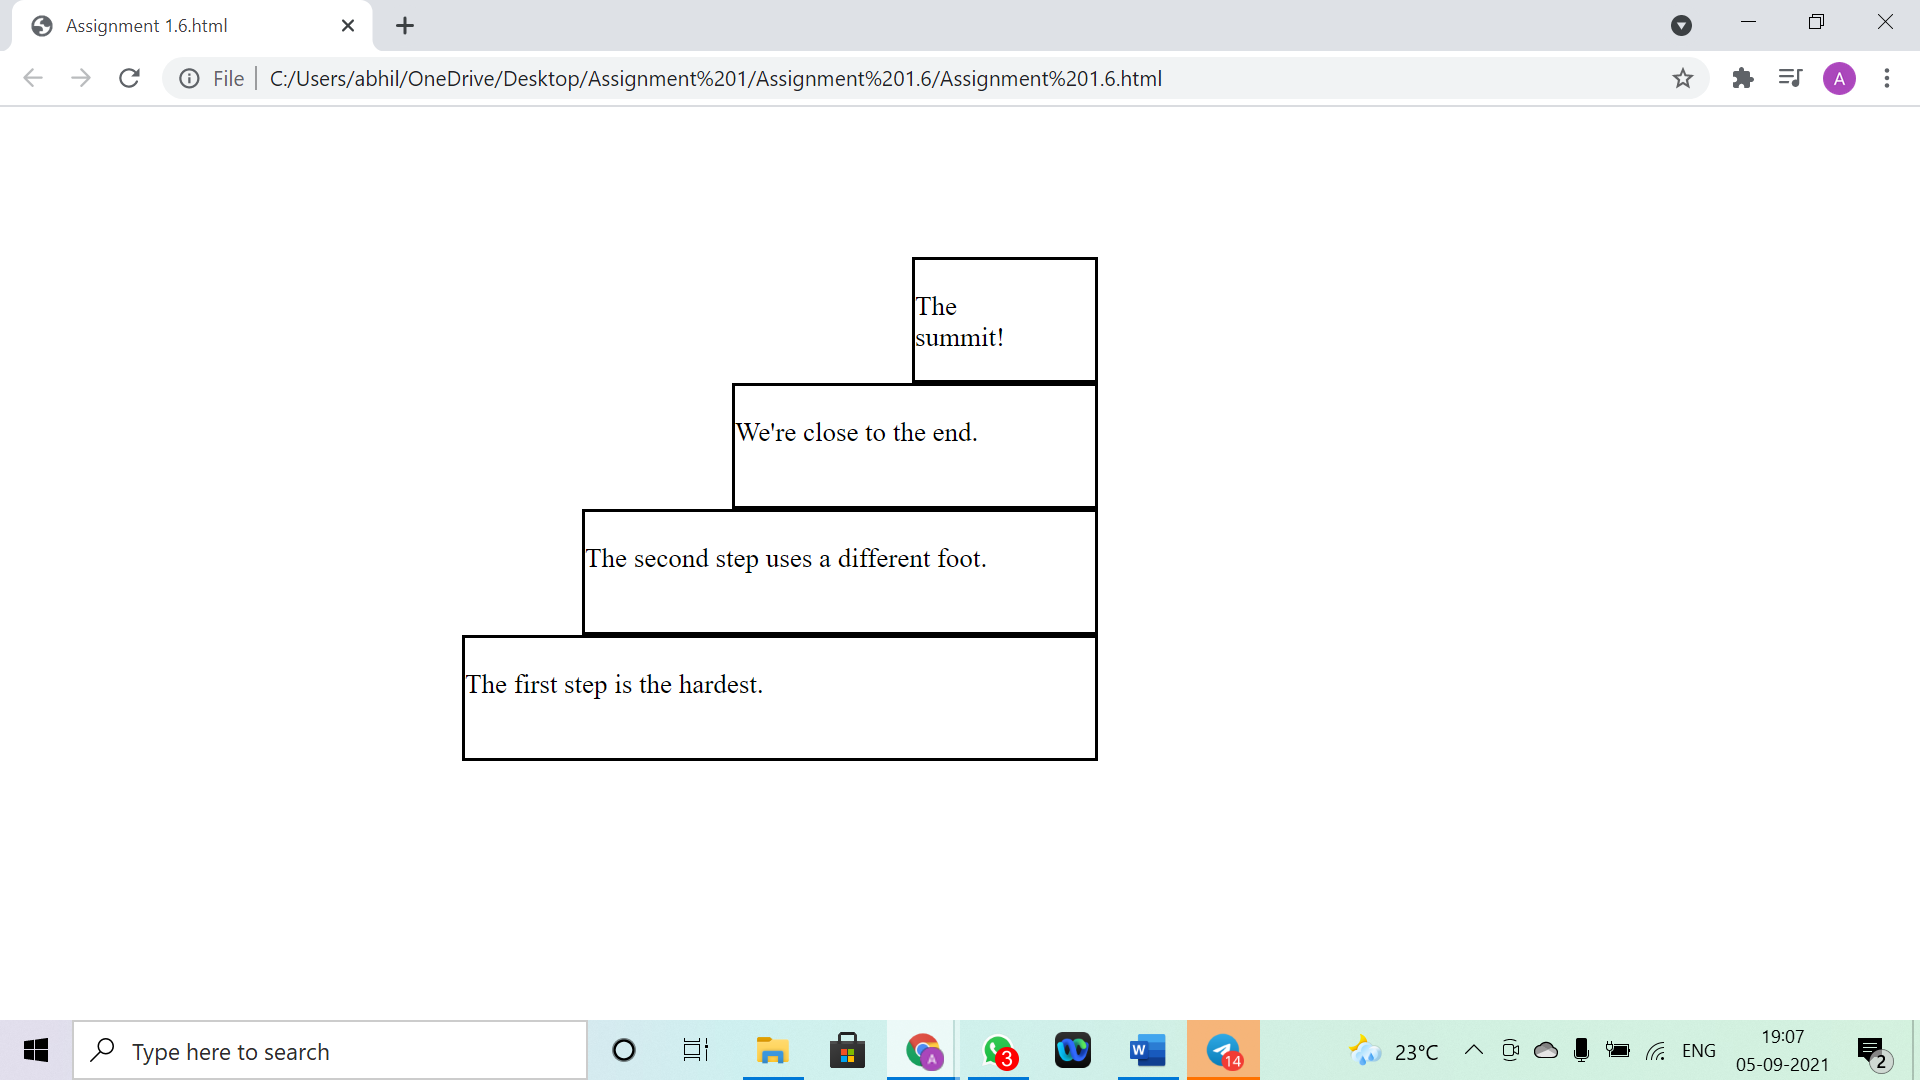 Assignment 1.6.html
File
C:/Users/abhil/OneDrive/Desktop/Assignment%201/Assignment%201.6/Assignment%201.6.html
A
The
summit!
We're close to the end.
The second step uses a different foot.
The first step is the hardest.
Type here to search
A
3
W
14
23°C
ENG
19:07
05-09-2021
2